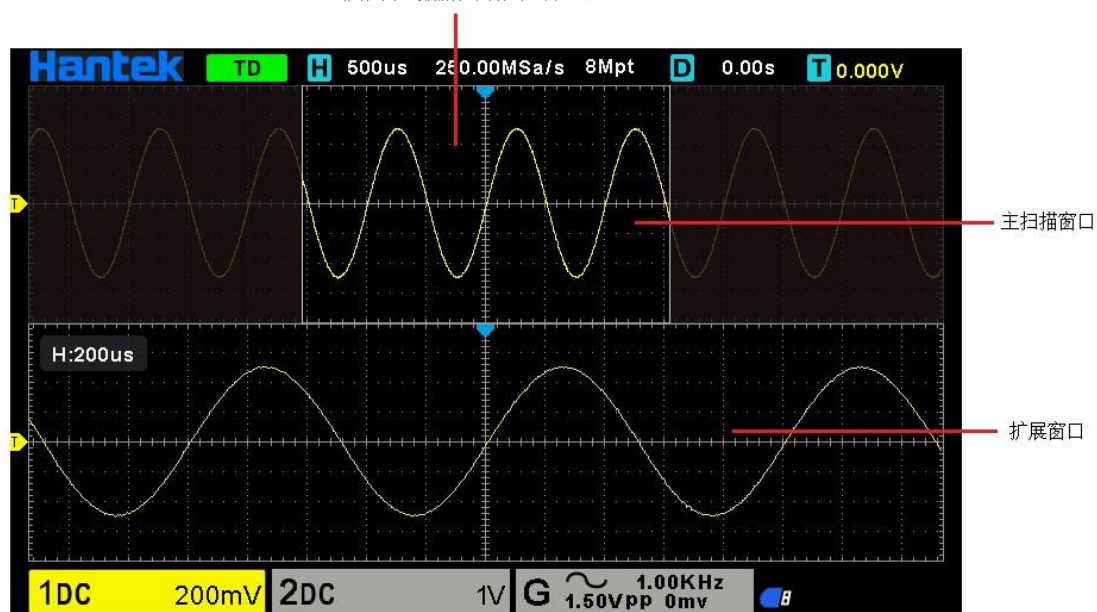 Hantek TD H 500us 250.00MSa/s 8Mpt D 0.00s T 0.000V
T
主扫描窗口
H:200us
T
扩展窗口
1DC 200mV 2DC 1V G 1.00KHz
1.50Vpp 0mv